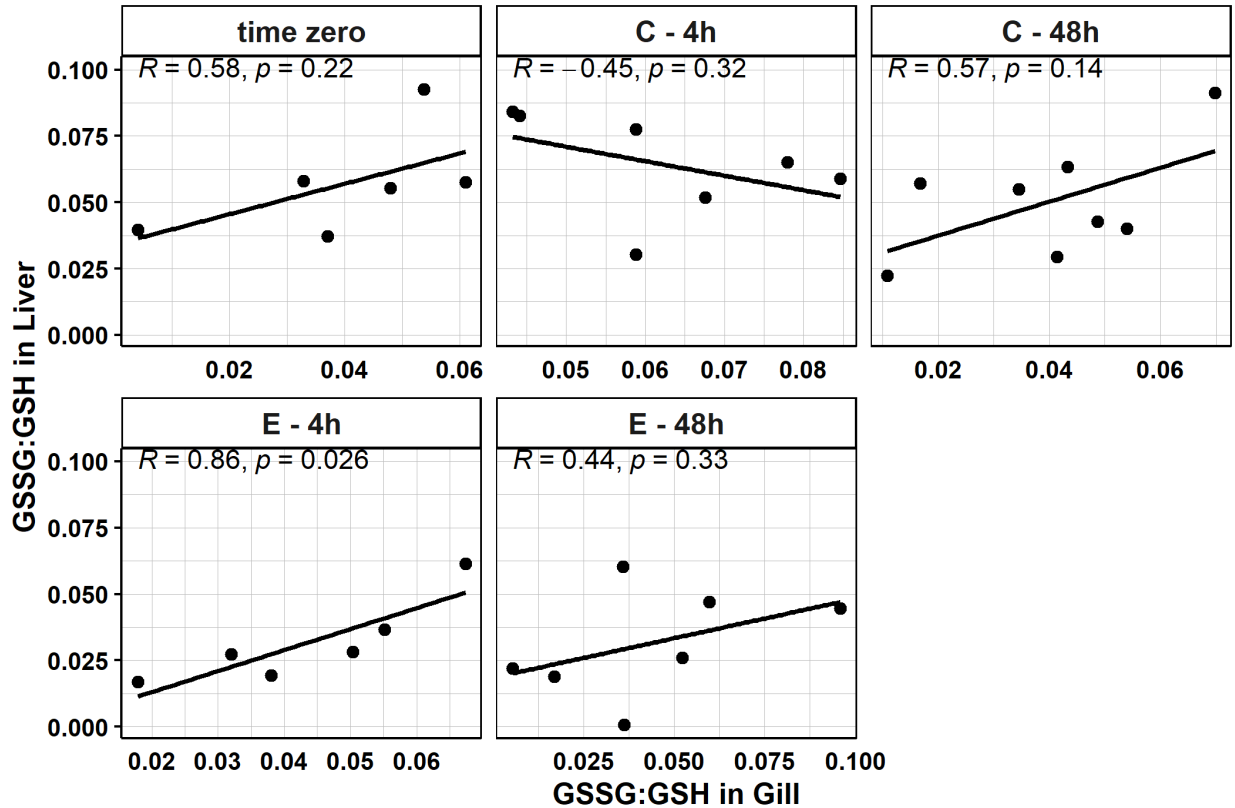 time zero
C - 4h
C - 48h
R = 0.58, p = 0.22
R = −0.45, p = 0.32
R = 0.57, p = 0.14
0.100
0.075
0.050
0.025
0.000
0.02 0.04 0.06
0.05 0.06 0.07 0.08
0.02 0.04 0.06
GSSG:GSH in Liver
E - 4h
E - 48h
R = 0.86, p = 0.026
R = 0.44, p = 0.33
0.100
0.075
0.050
0.025
0.000
0.02 0.03 0.04 0.05 0.06
0.025 0.050 0.075 0.100
GSSG:GSH in Gill